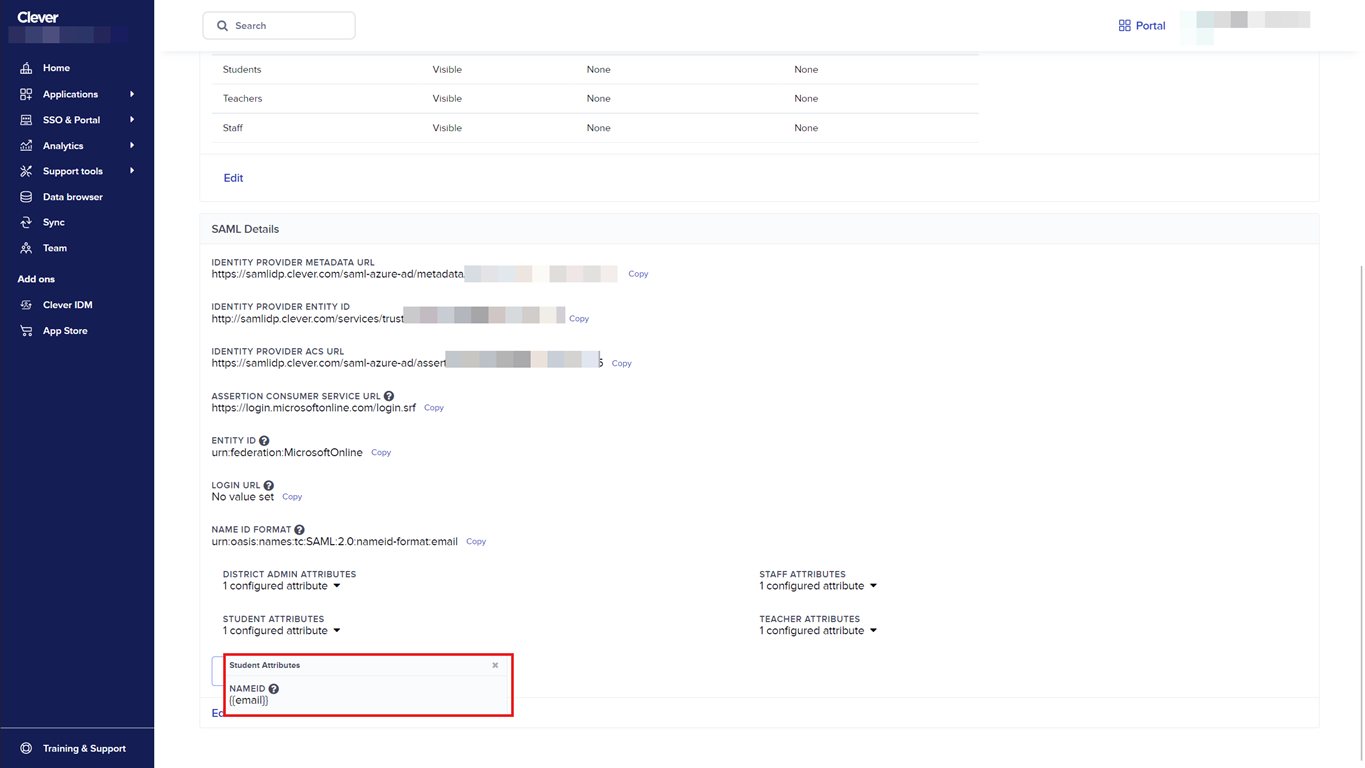 Clever
Home
Applications
SSO & Portal
Analytics
Support tools
Data browser
Sync
Team
Add ons
Clever IDM
App Store
Training & Support
Search
Portal
Students Visible None None
Teachers Visible None None
Staff Visible None None
Edit
SAML Details
IDENTITY PROVIDER METADATA URL
https://samlidp.clever.com/saml-azure-ad/metadata Copy
IDENTITY PROVIDER ENTITY ID
http://samlidp.clever.com/services/trust Copy
IDENTITY PROVIDER ACS URL
https://samlidp.clever.com/saml-azure-ad/assert Copy
ASSERTION CONSUMER SERVICE URL ?
https://login.microsoftonline.com/login.srf Copy
ENTITY ID ?
urn:federation:MicrosoftOnline Copy
LOGIN URL ?
No value set Copy
NAME ID FORMAT ?
urn:oasis:names:tc:SAML:2.0:nameid-format:email Copy
DISTRICT ADMIN ATTRIBUTES
1 configured attribute
STAFF ATTRIBUTES
1 configured attribute
STUDENT ATTRIBUTES
1 configured attribute
TEACHER ATTRIBUTES
1 configured attribute
Student Attributes ×
NAMEID ?
{{email}}
Ed